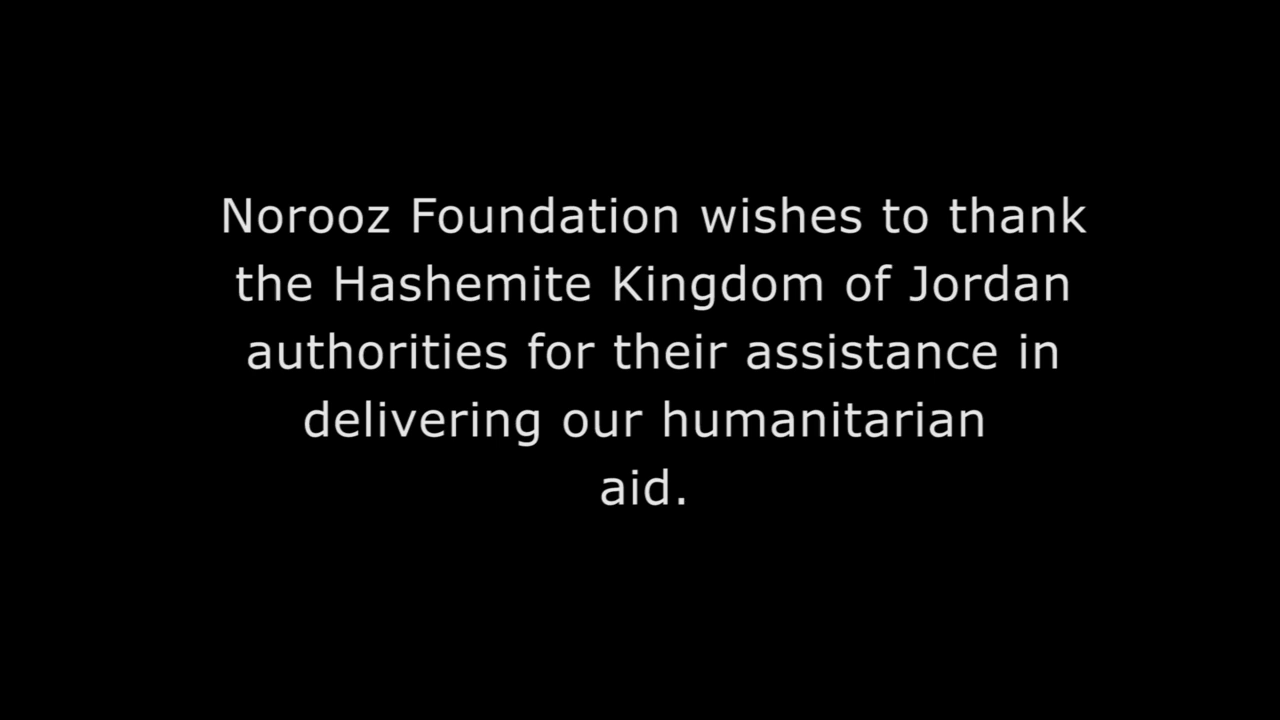 Norooz Foundation wishes to thank
the Hashemite Kingdom of Jordan
authorities for their assistance in
delivering our humanitarian
aid.